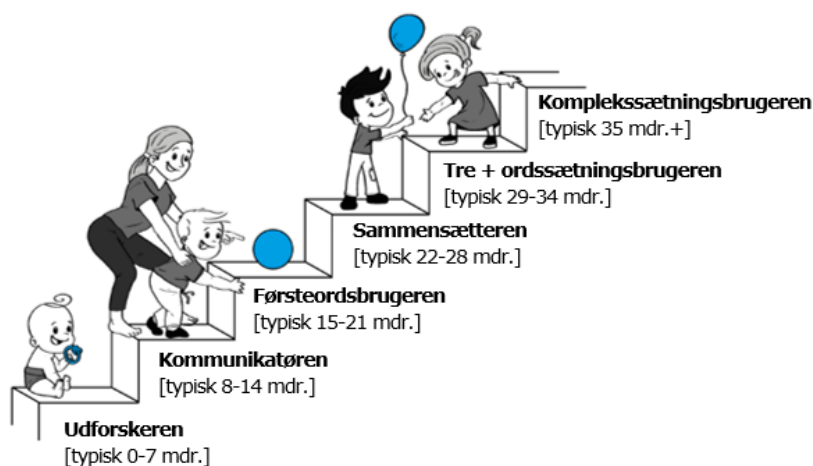 Komplekssætningsbrugeren
[typisk 35 mdr.+]
Tre + ordssætningsbrugeren
[typisk 29-34 mdr.]
Sammensætteren
[typisk 22-28 mdr.]
Førsteordsbrugeren
[typisk 15-21 mdr.]
Kommunikatøren
[typisk 8-14 mdr.]
Udforskeren
[typisk 0-7 mdr.]